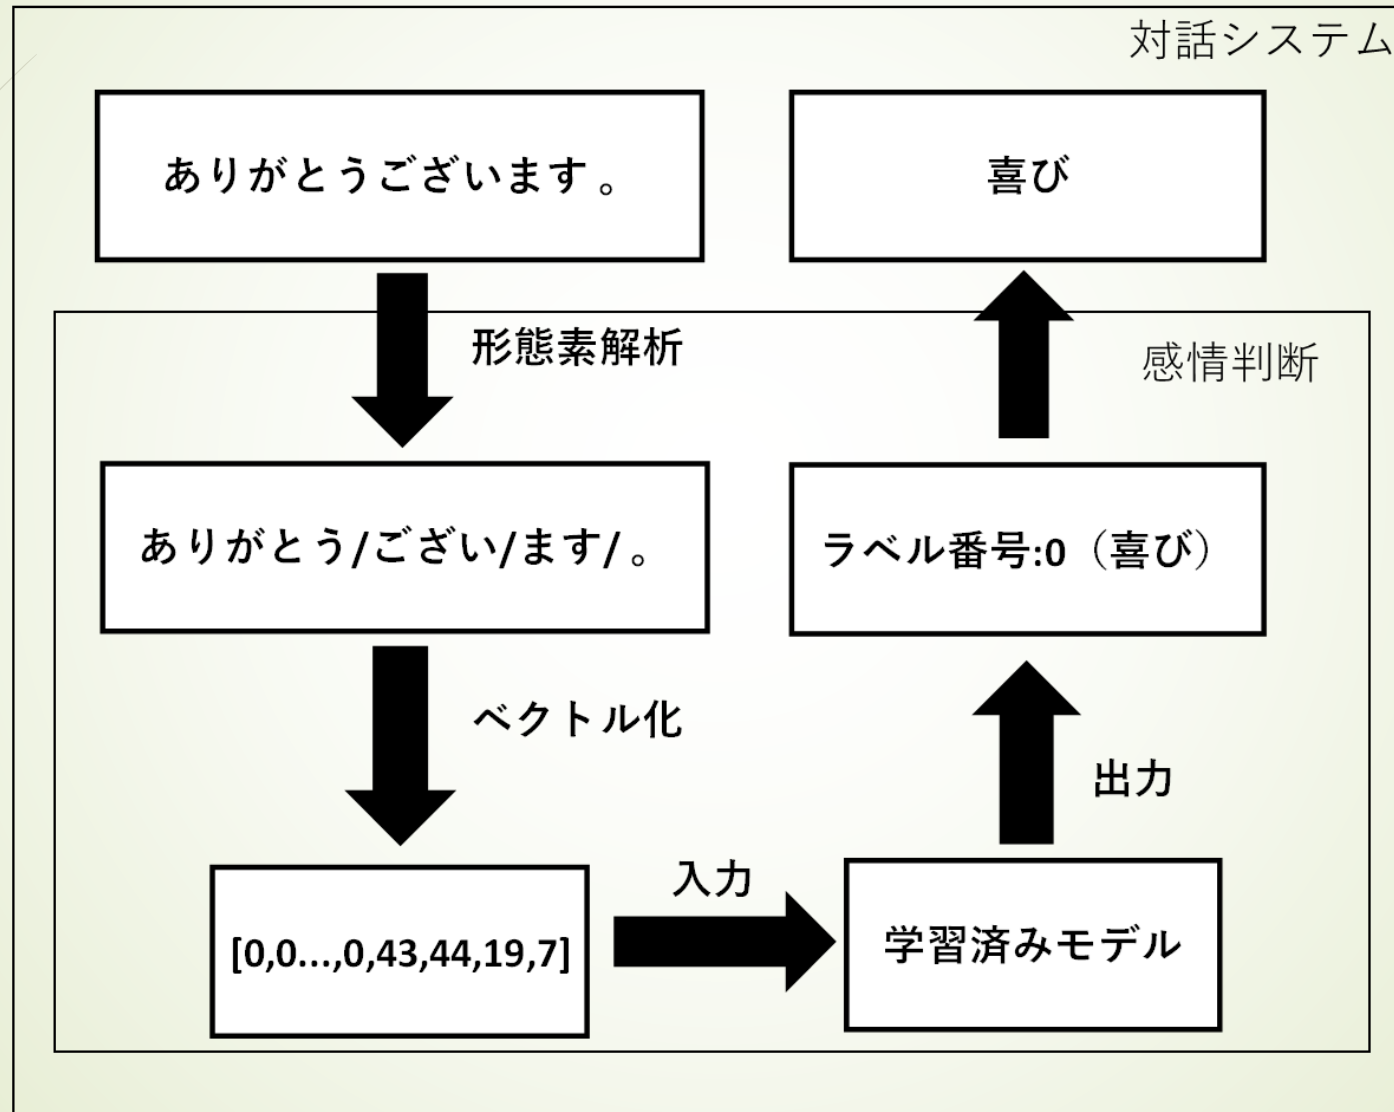 対話システム
ありがとうございます。
喜び
形態素解析
感情判断
ありがとう/ござい/ます/。
ラベル番号:0（喜び）
ベクトル化
出力
入力
[0,0...,0,43,44,19,7]
学習済みモデル